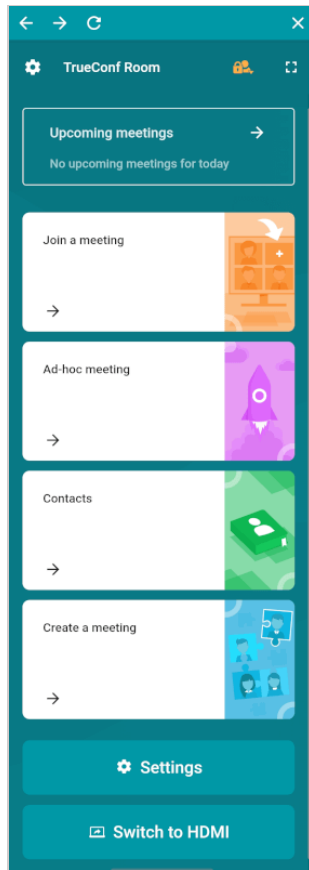 TrueConf Room
Upcoming meetings
No upcoming meetings for today
Join a meeting
Ad-hoc meeting
Contacts
Create a meeting
Settings
Switch to HDMI